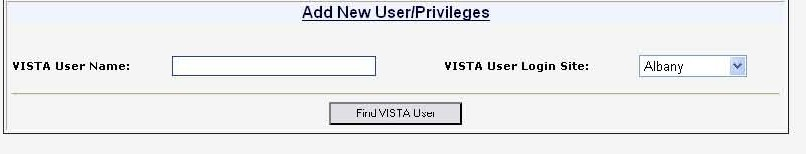 Add New User/Privileges
VISTA User Name: VISTA User Login Site: Albany
Find VISTA User